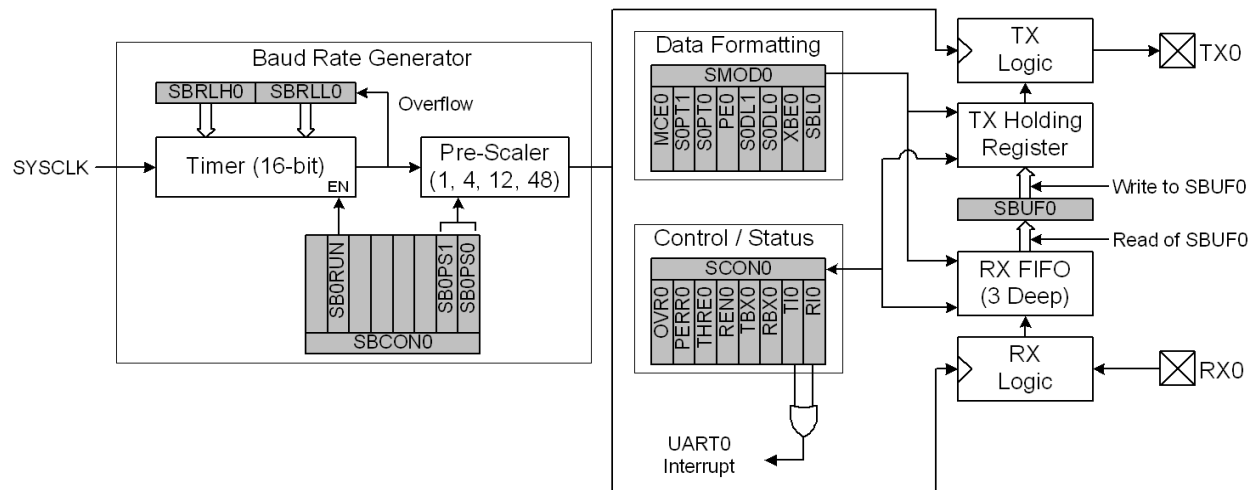 Baud Rate Generator
SBRLH0 SBRLL0
Overflow
SYSCLK
Timer (16-bit)
EN
Pre-Scaler
(1, 4, 12, 48)
SB0RUN
SB0PS1
SB0PS0
SBCON0
Data Formatting
SMOD0
MCE0
S0PT1
S0PT0
PE0
S0DL1
S0DL0
XBE0
SBL0
Control / Status
SCON0
OVR0
PERR0
THRE0
REN0
TBX0
RBX0
TI0
RI0
UART0
Interrupt
TX
Logic
TX0
TX Holding
Register
Write to SBUF0
SBUF0
Read of SBUF0
RX FIFO
(3 Deep)
RX
Logic
RX0